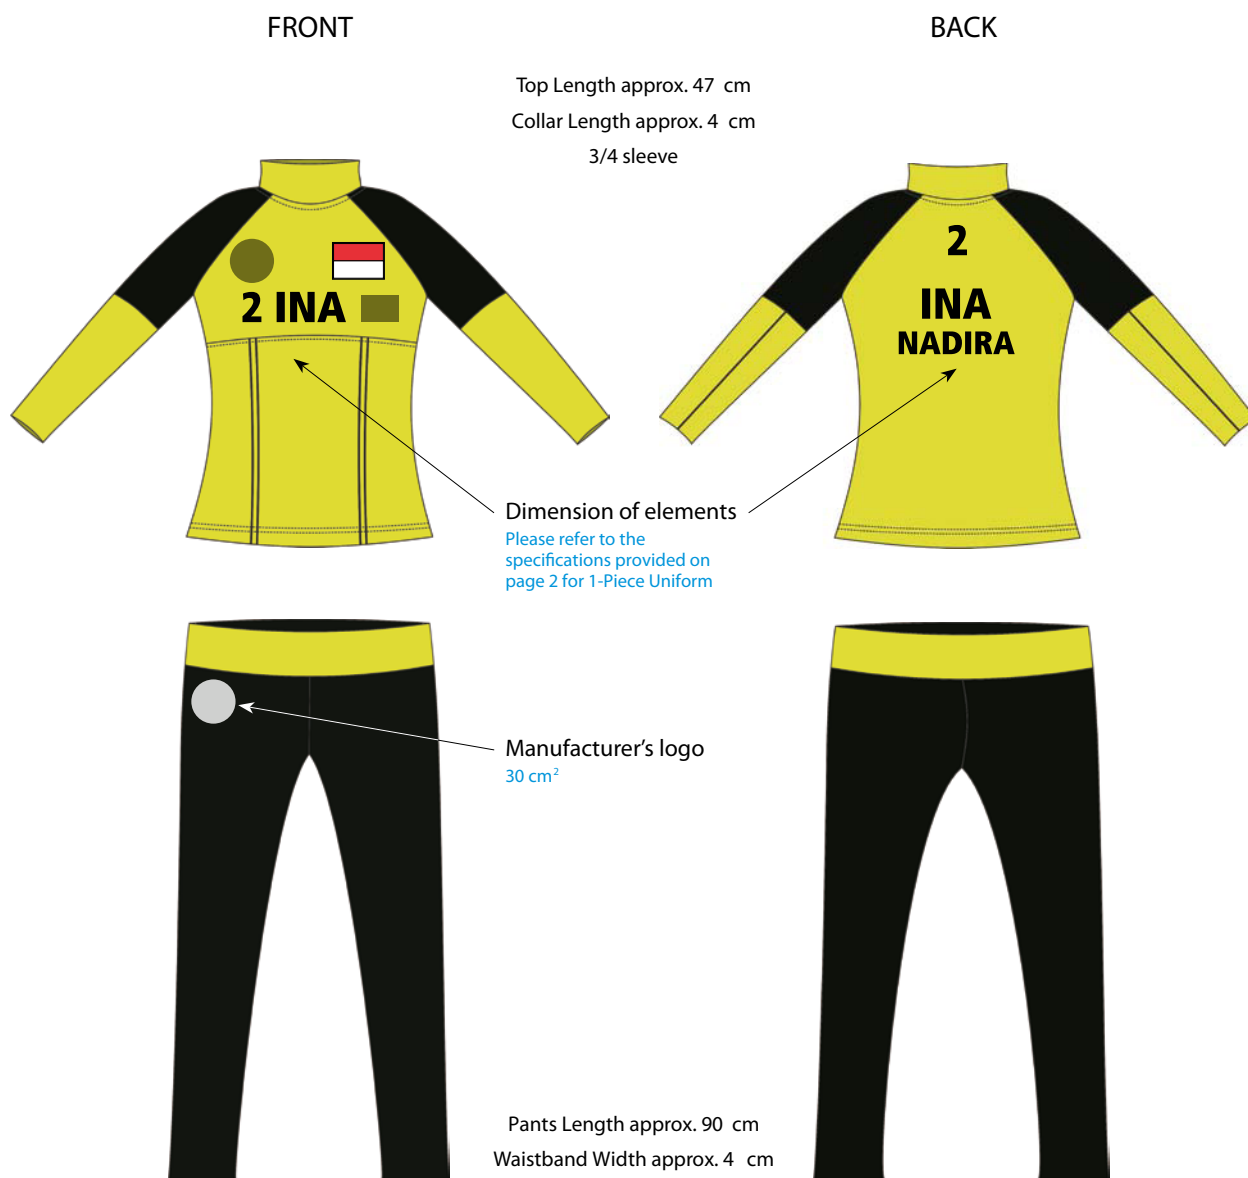 FRONT
BACK
Top Length approx. 47 cm
Collar Length approx. 4 cm
3/4 sleeve
2 INA
2
INA
NADIRA
Dimension of elements
Please refer to the
specifications provided on
page 2 for 1-Piece Uniform
Manufacturer's logo
30 cm²
Pants Length approx. 90 cm
Waistband Width approx. 4 cm